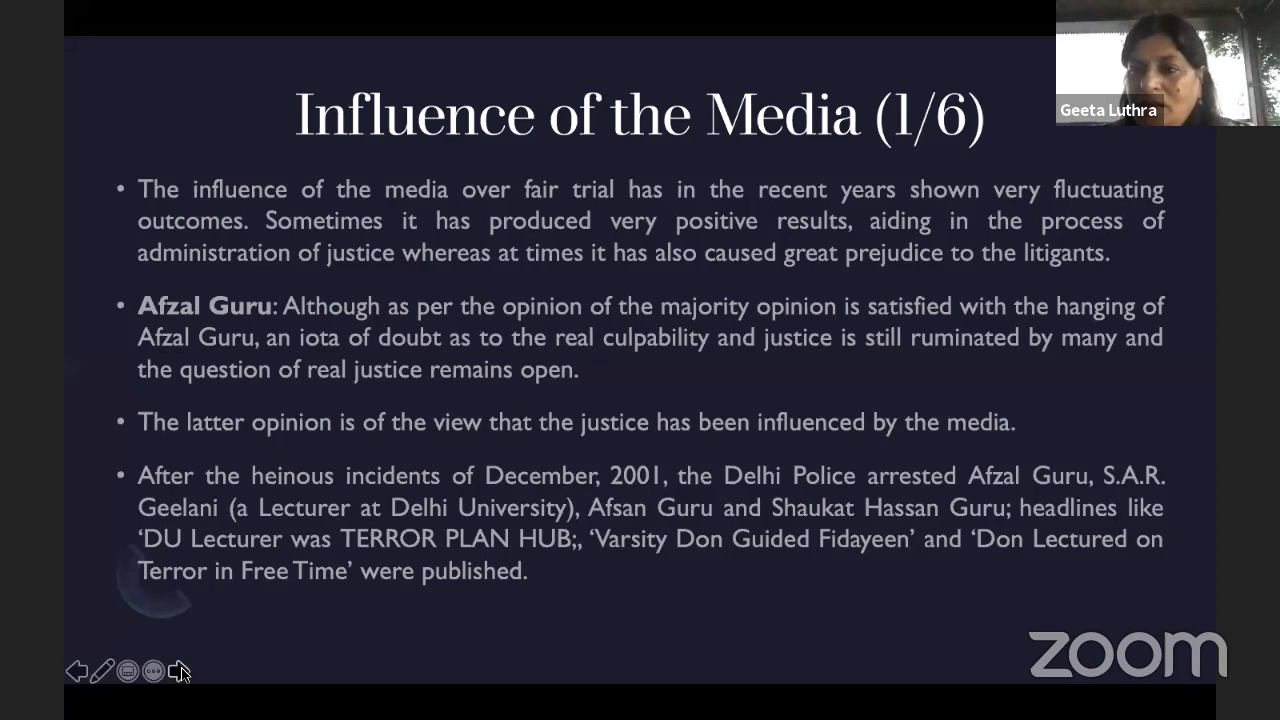 Influence of the Media (1/6)
Geeta Luthra
• The influence of the media over fair trial has in the recent years shown very fluctuating
outcomes. Sometimes it has produced very positive results, aiding in the process of
administration of justice whereas at times it has also caused great prejudice to the litigants.
• Afzal Guru: Although as per the opinion of the majority opinion is satisfied with the hanging of
Afzal Guru, an iota of doubt as to the real culpability and justice is still ruminated by many and
the question of real justice remains open.
• The latter opinion is of the view that the justice has been influenced by the media.
• After the heinous incidents of December, 2001, the Delhi Police arrested Afzal Guru, S.A.R.
Geelani (a Lecturer at Delhi University), Afsan Guru and Shaukat Hassan Guru; headlines like
‘DU Lecturer was TERROR PLAN HUB;, ‘Varsity Don Guided Fidayeen’ and ‘Don Lectured on
Terror in Free Time’ were published.
zoom